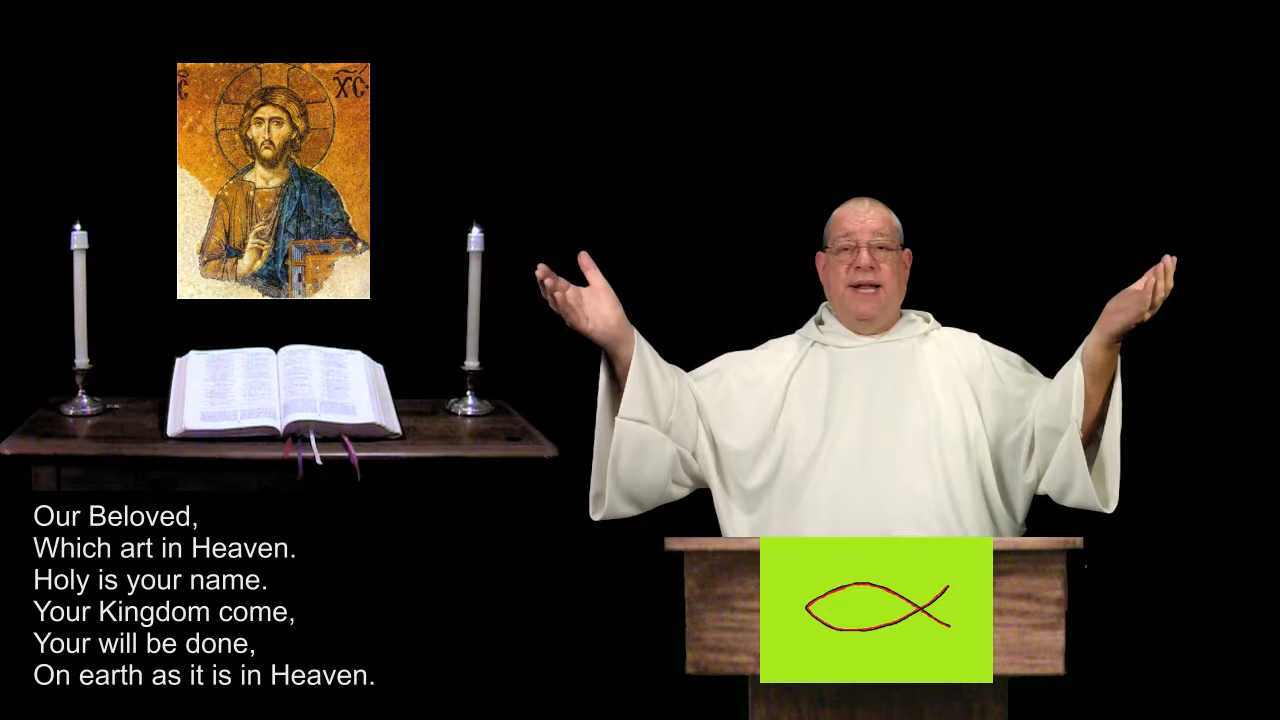 C
XC
Our Beloved,
Which art in Heaven.
Holy is your name.
Your Kingdom come,
Your will be done,
On earth as it is in Heaven.